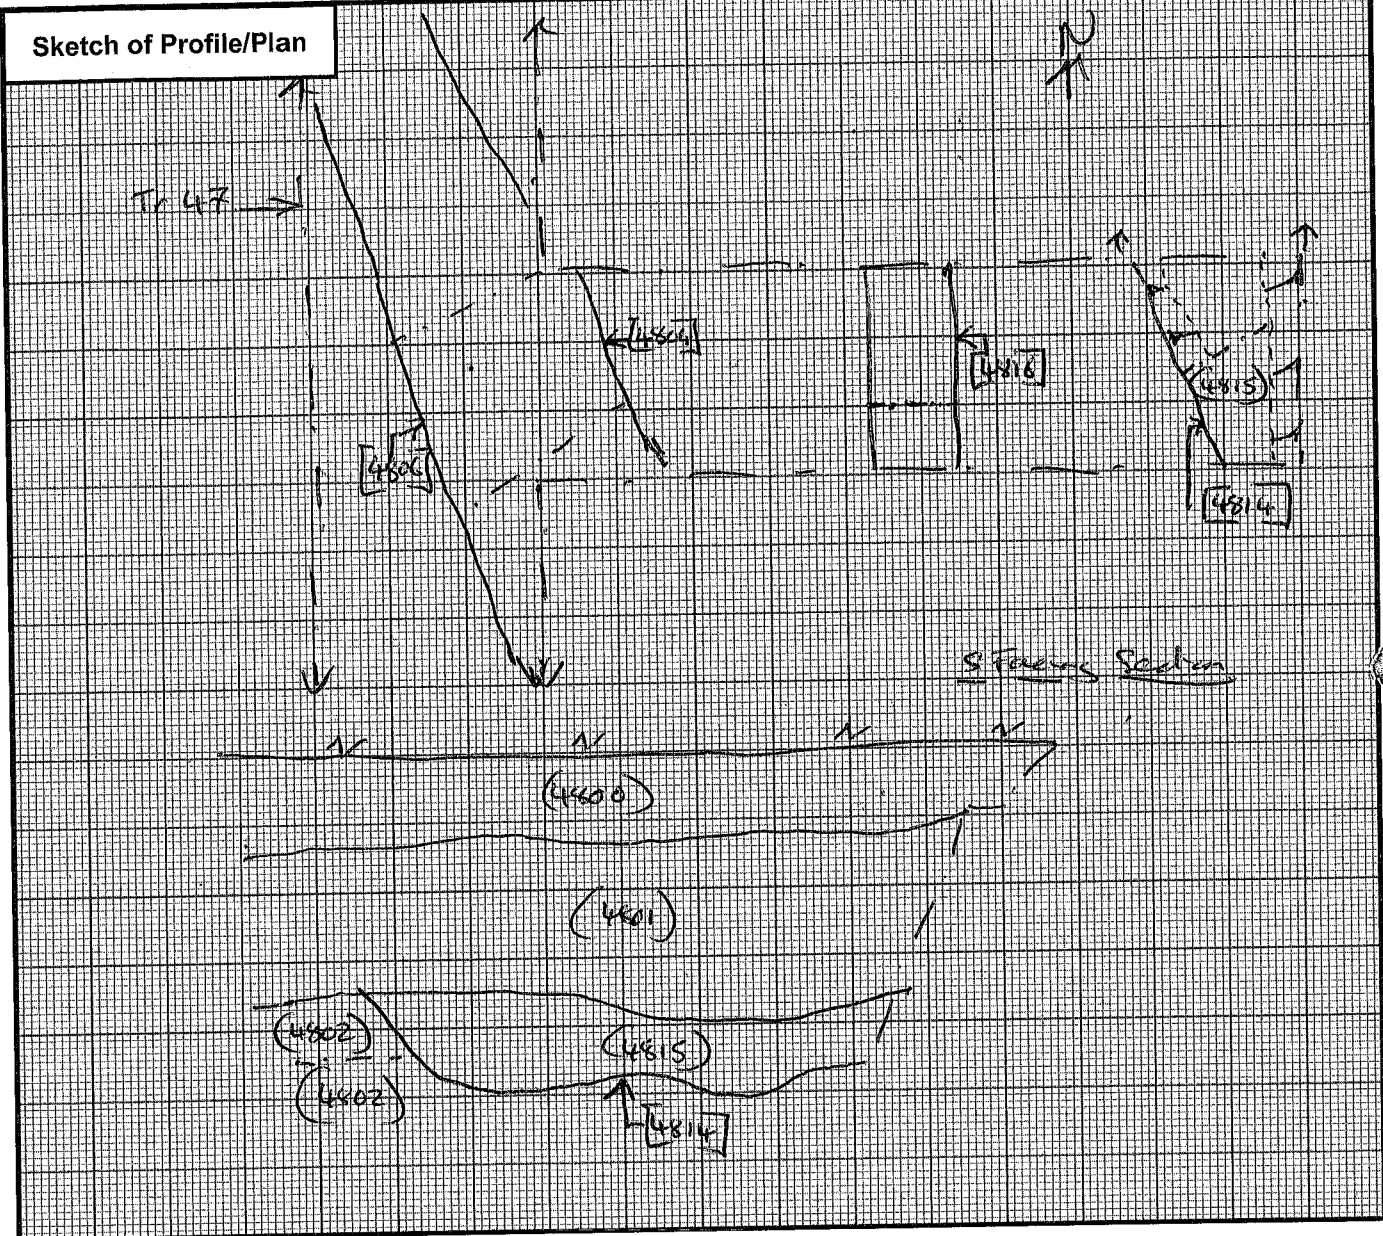 Sketch of Profile/Plan
N
Tr 47
[4804]
[4816]
(4815)
[4806]
[4814]
S Facing Section
(4800)
(4801)
(4802)
(4815)
(4802)
[4814]